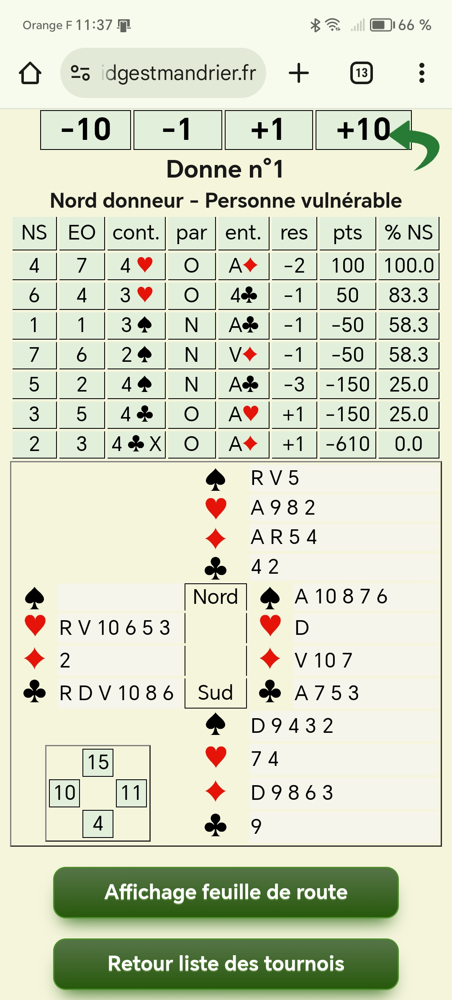 Orange F 11:37 66 %
idgestmandrier.fr 13
-10 -1 +1 +10
Donne n°1
Nord donneur - Personne vulnérable
NS EO cont. par ent. res pts % NS
4 7 4 ♥ O A♦ -2 100 100.0
6 4 3 ♥ O 4♣ -1 50 83.3
1 1 3 ♠ N A♣ -1 -50 58.3
7 6 2 ♠ N V♦ -1 -50 58.3
5 2 4 ♠ N A♣ -3 -150 25.0
3 5 4 ♣ O A♥ +1 -150 25.0
2 3 4 ♣ X O A♦ +1 -610 0.0
♠ R V 5
♥ A 9 8 2
♦ A R 5 4
♣ 4 2
♠ Nord ♠ A 10 8 7 6
♥ R V 10 6 5 3 ♥ D
♦ 2 ♦ V 10 7
♣ R D V 10 8 6 Sud ♣ A 7 5 3
♠ D 9 4 3 2
♥ 7 4
♦ D 9 8 6 3
♣ 9
15
10 11
4
Affichage feuille de route
Retour liste des tournois